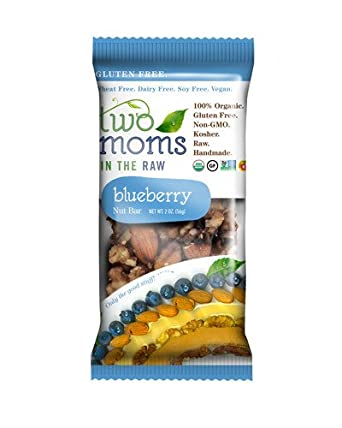 GLUTEN FREE.
heat Free. Dairy Free. Soy Free. Vegan.
two
moms
IN THE RAW
100% Organic.
Gluten Free.
Non-GMO.
Kosher.
Raw.
Handmade.
blueberry
Nut Bar
NET WT. 2 OZ. (56g)
Only the good stuff